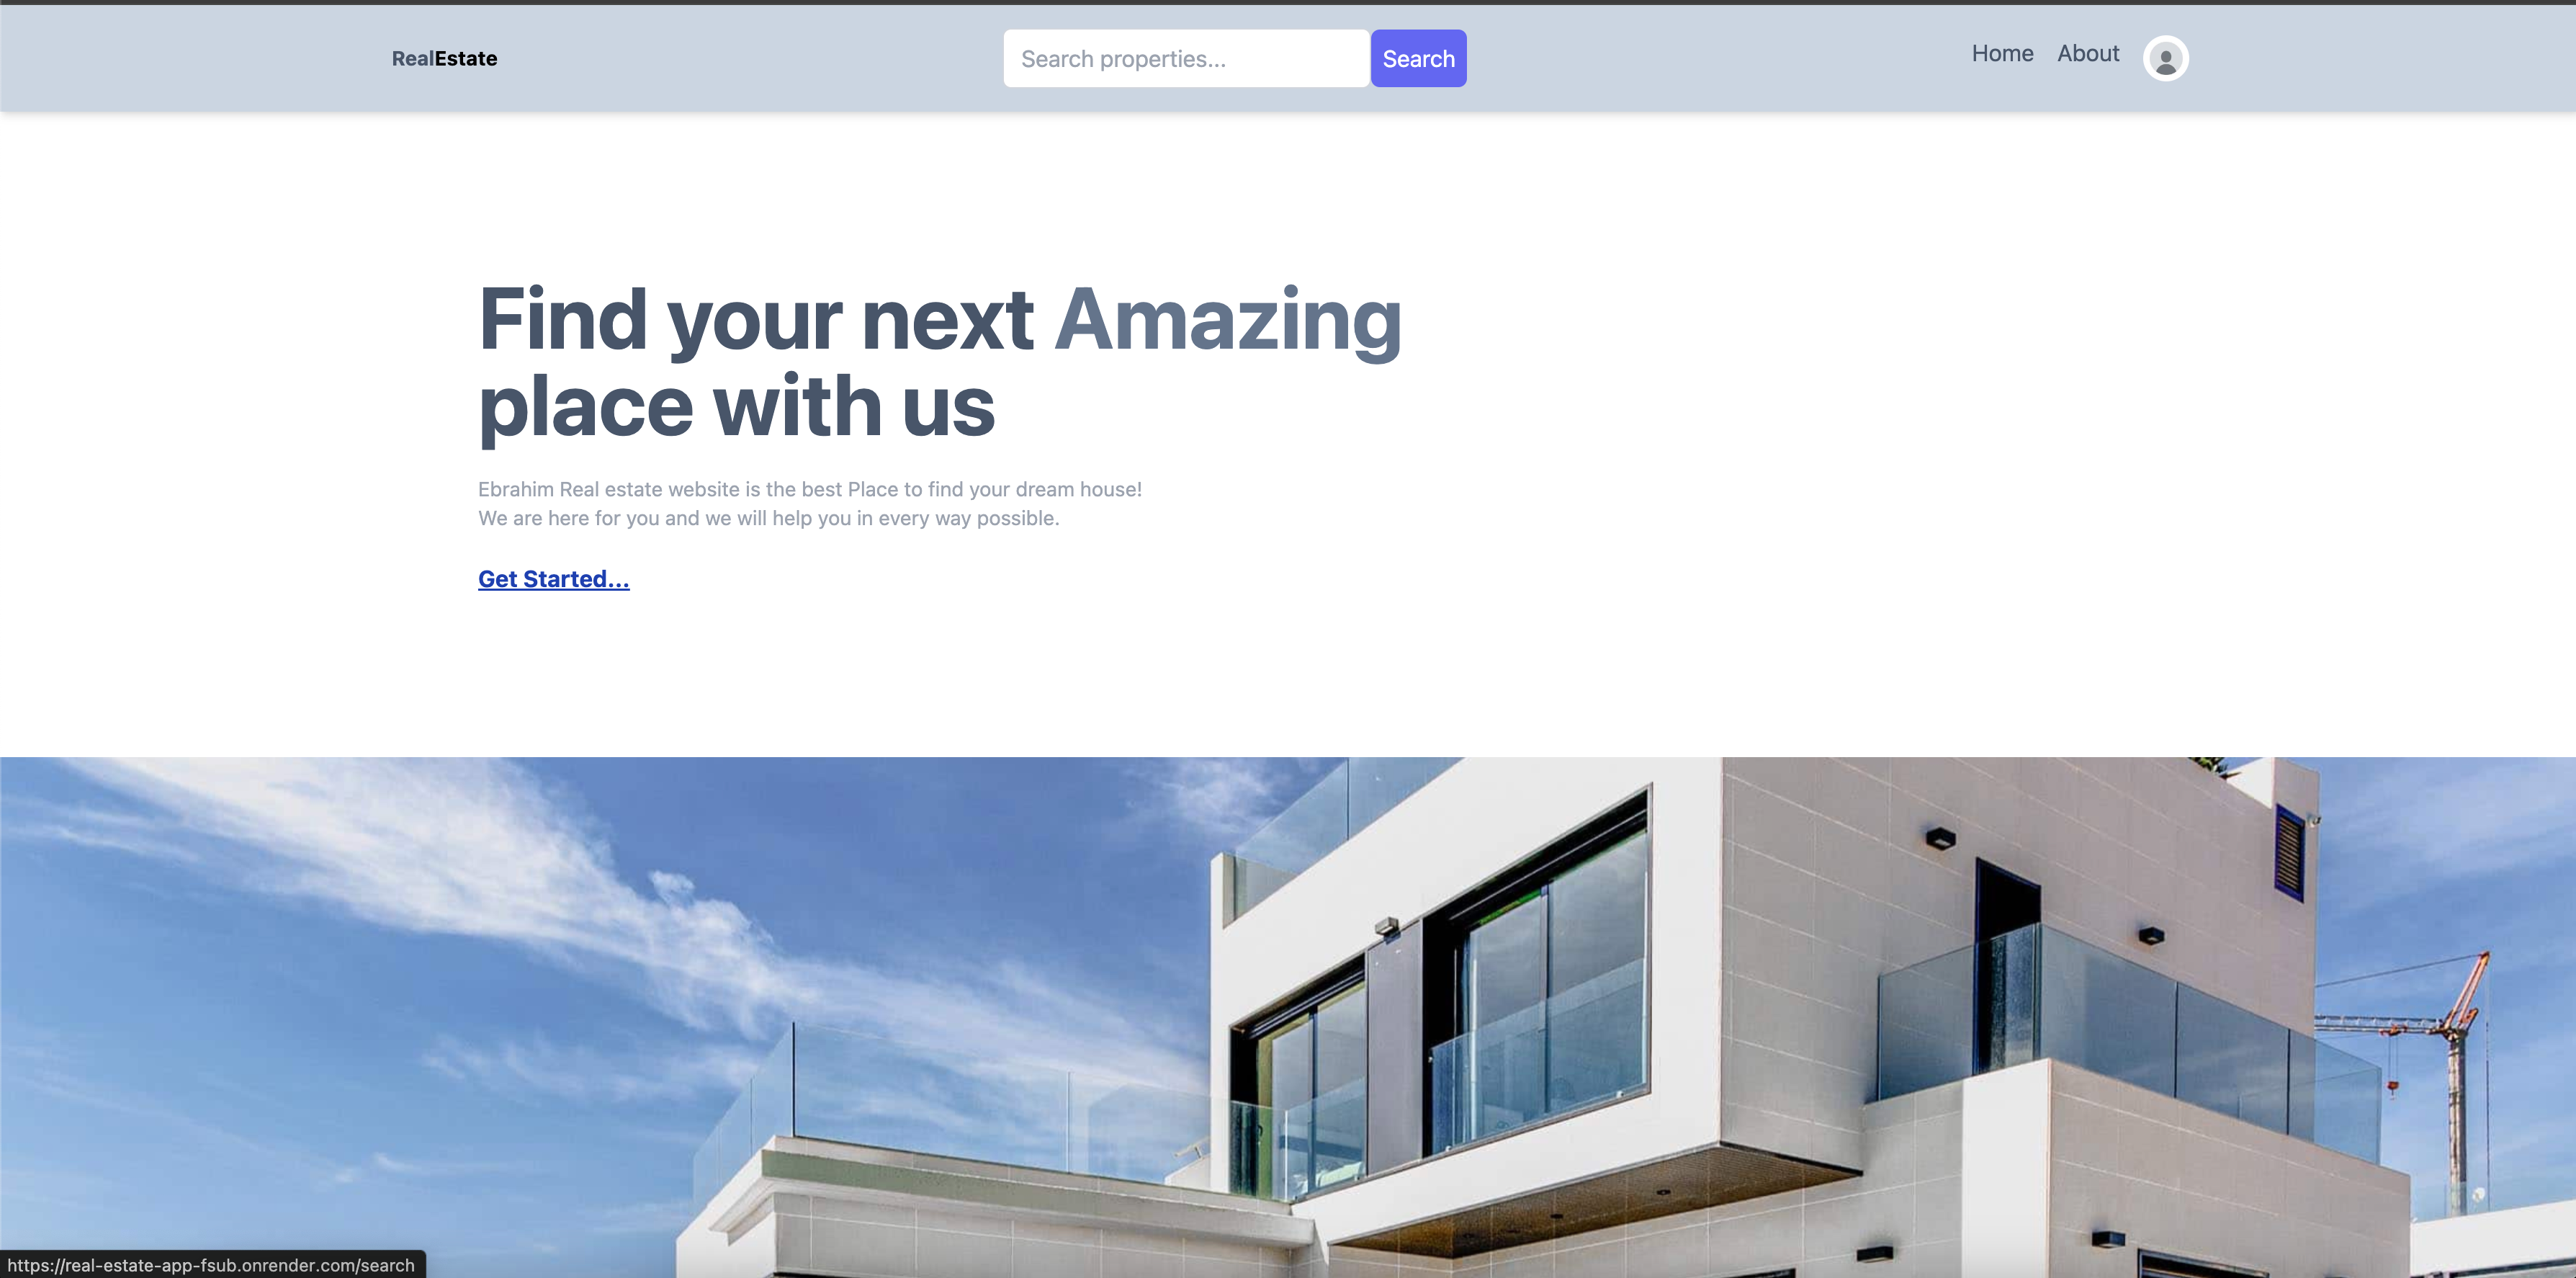 RealEstate
Search properties...
Search
Home
About
Find your next Amazing
place with us
Ebrahim Real estate website is the best Place to find your dream house!
We are here for you and we will help you in every way possible.
Get Started...
https://real-estate-app-fsub.onrender.com/search